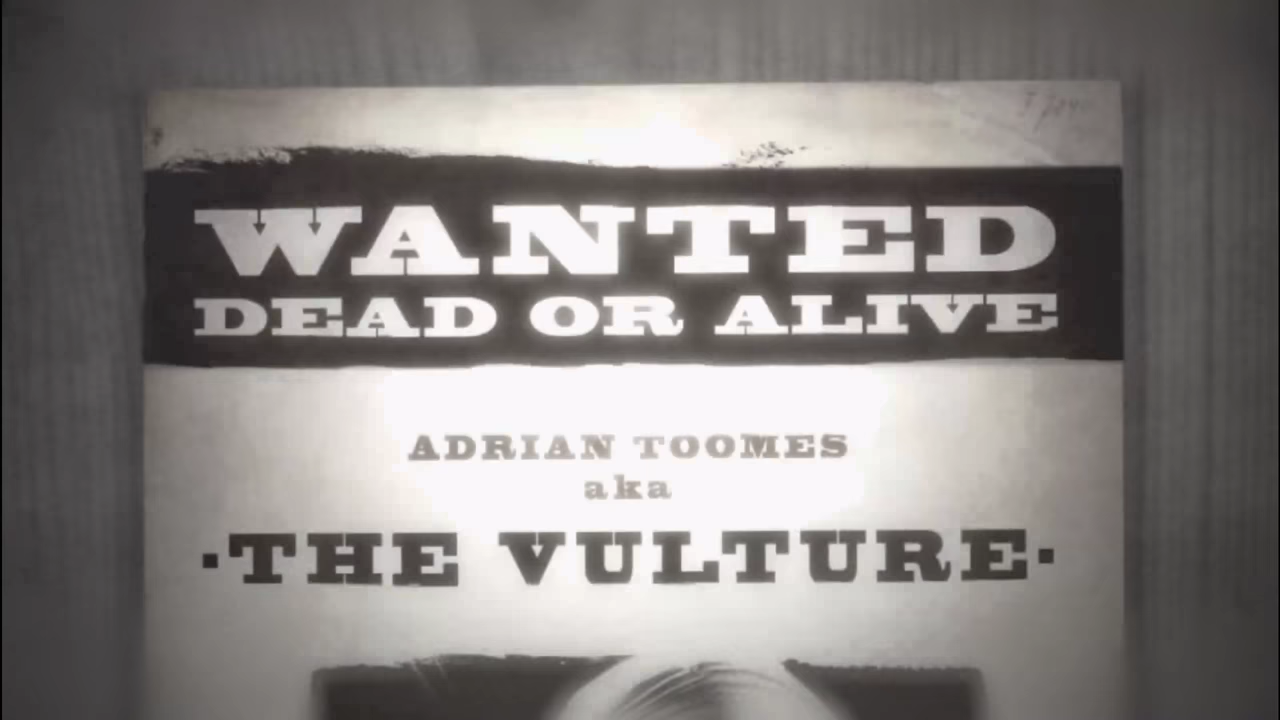 WANTED
DEAD OR ALIVE
ADRIAN TOOMES
aka
·THE VULTURE·